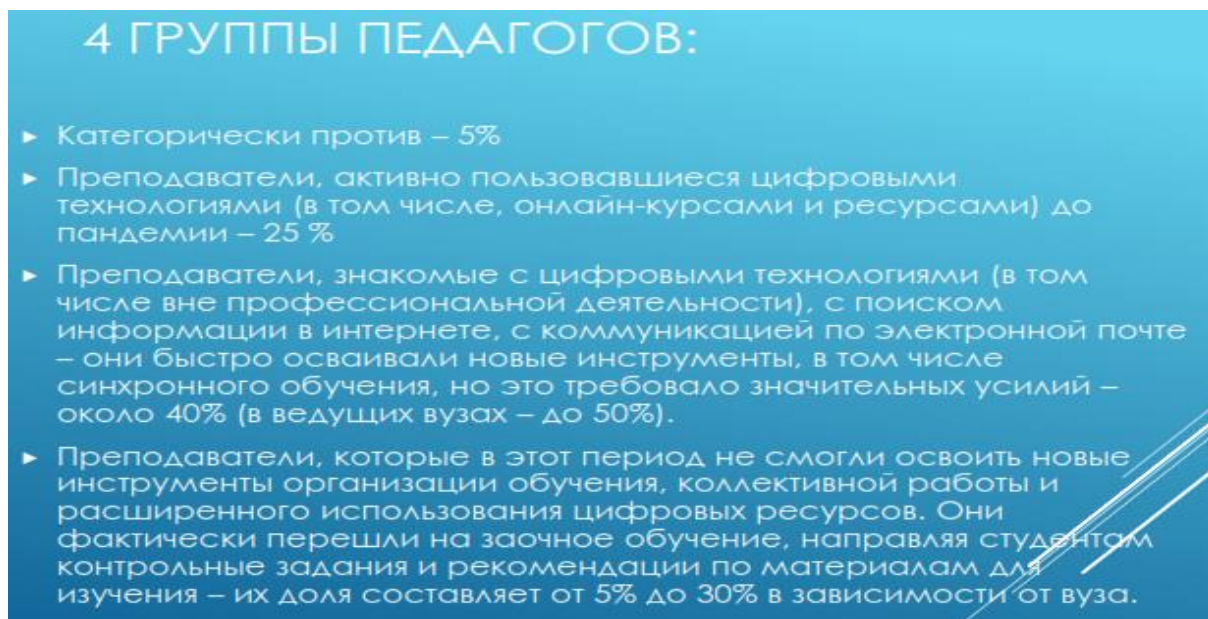 4 ГРУППЫ ПЕДАГОГОВ:
► Категорически против – 5%
► Преподаватели, активно пользовавшиеся цифровыми
технологиями (в том числе, онлайн-курсами и ресурсами) до
пандемии – 25 %
► Преподаватели, знакомые с цифровыми технологиями (в том
числе вне профессиональной деятельности), с поиском
информации в интернете, с коммуникацией по электронной почте
– они быстро осваивали новые инструменты, в том числе
синхронного обучения, но это требовало значительных усилий –
около 40% (в ведущих вузах – до 50%).
► Преподаватели, которые в этот период не смогли освоить новые
инструменты организации обучения, коллективной работы и
расширенного использования цифровых ресурсов. Они
фактически перешли на заочное обучение, направляя студентам
контрольные задания и рекомендации по материалам для
изучения – их доля составляет от 5% до 30% в зависимости от вуза.